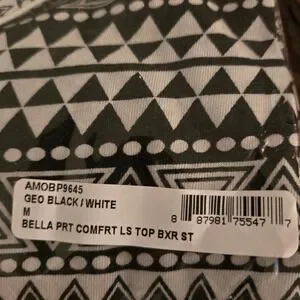 AMOBP9645
GEO BLACK / WHITE
M
BELLA PRT COMFRT LS TOP BXR ST
8 87981 75547 7